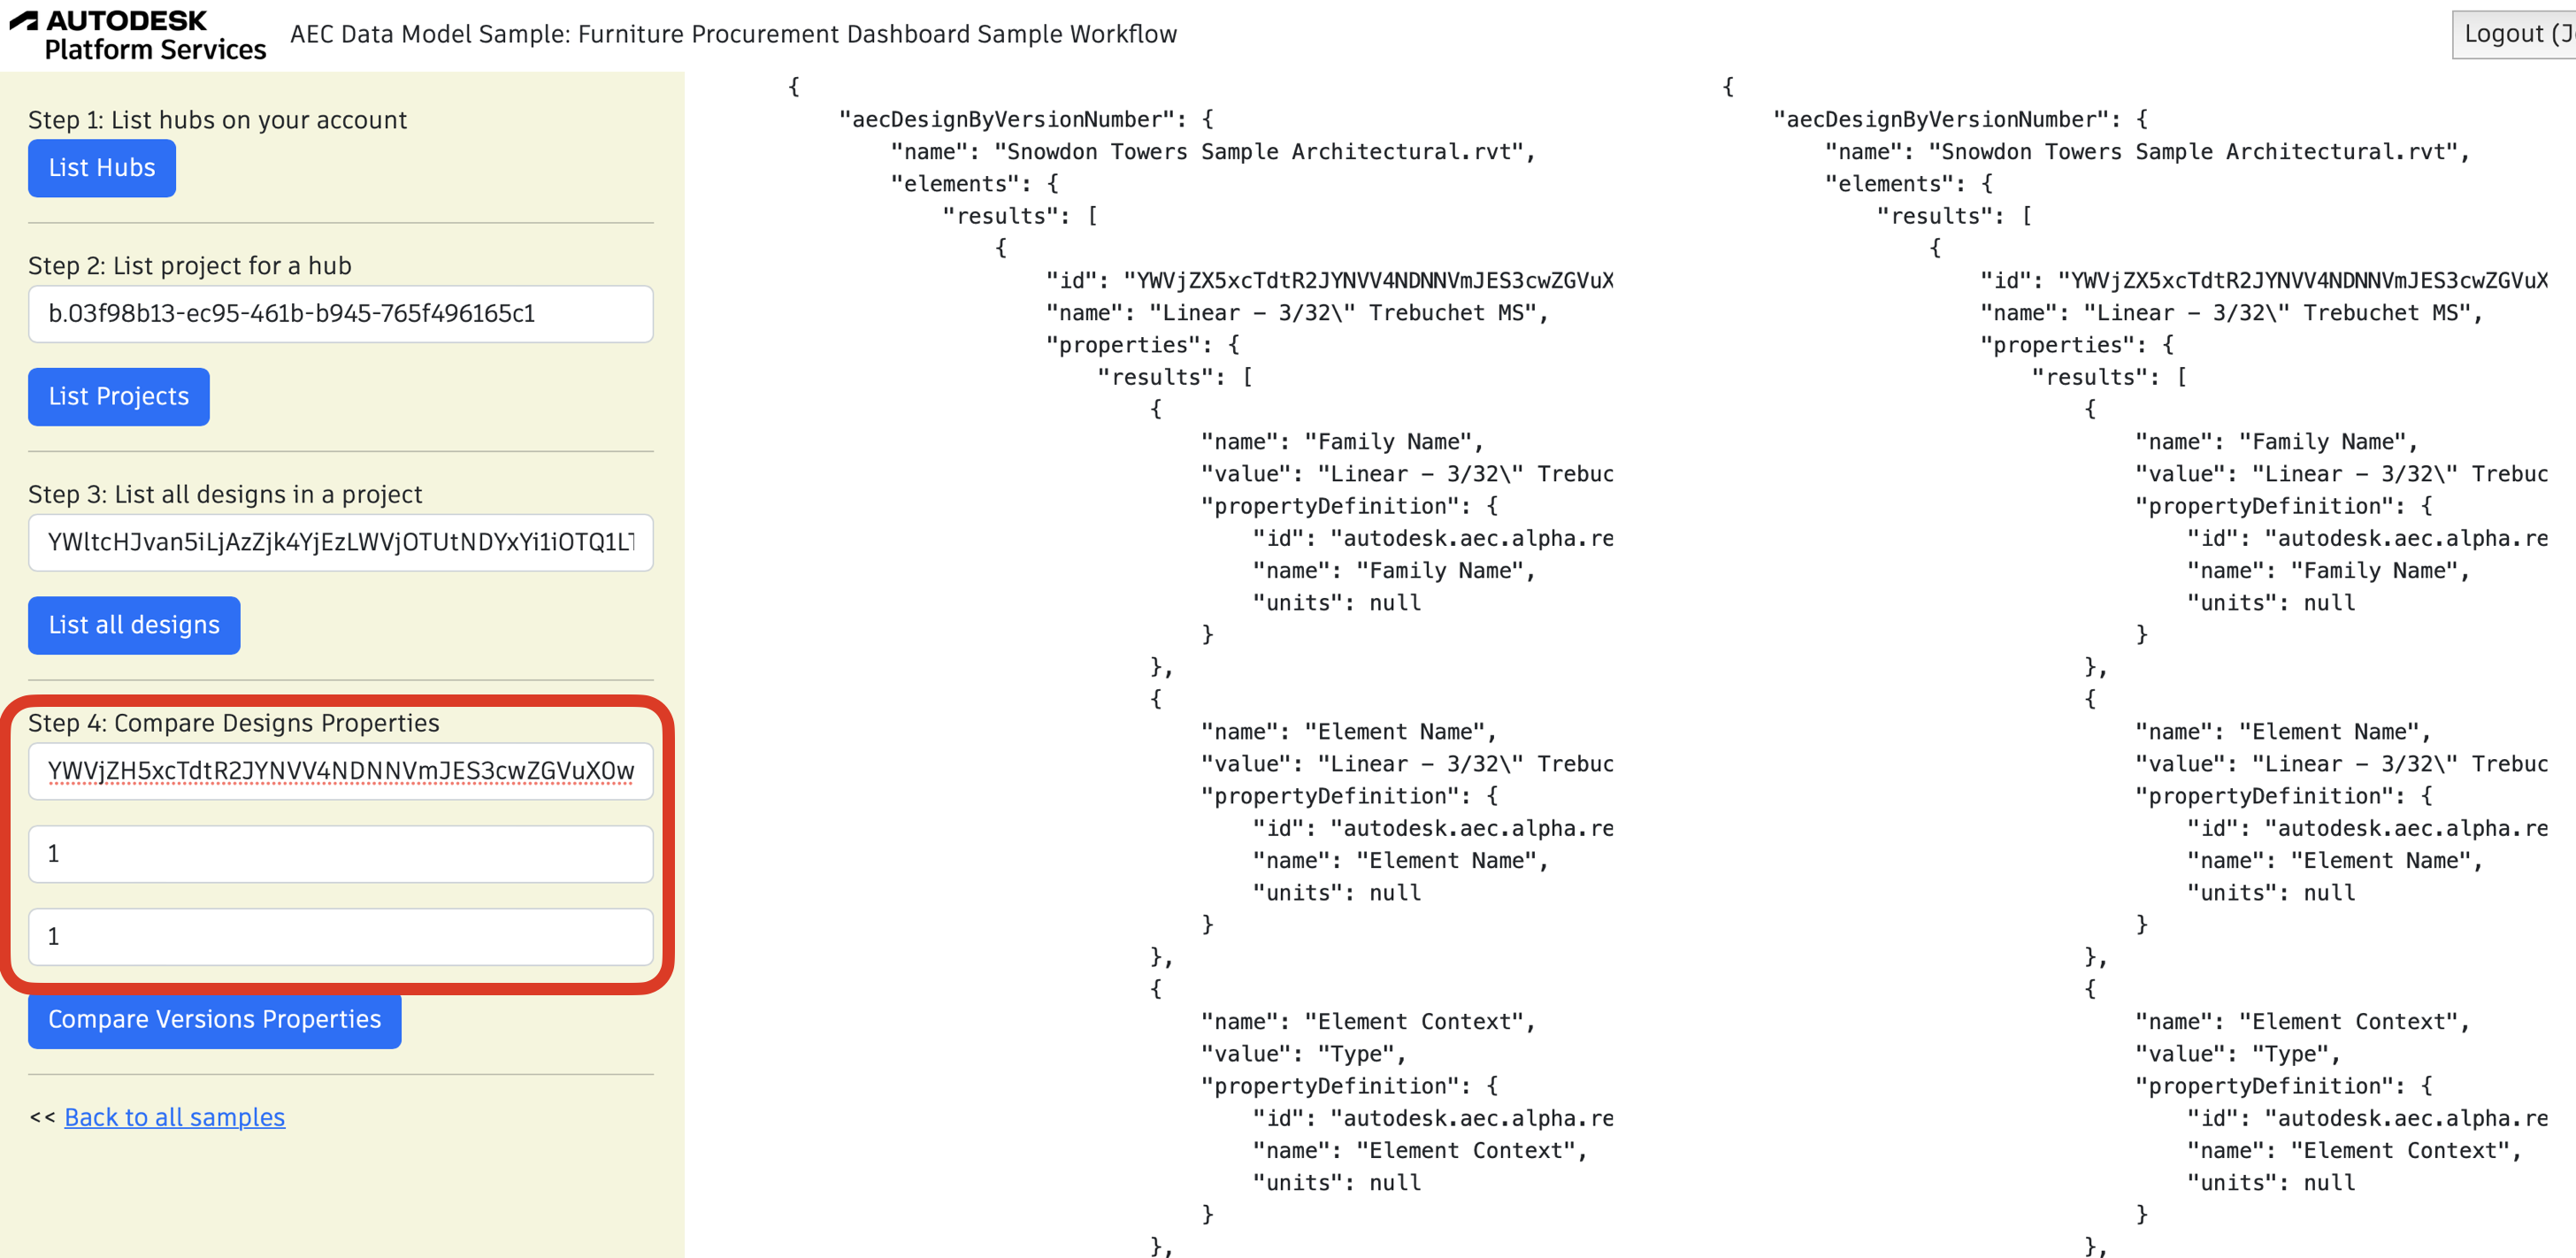 AUTODESK
Platform Services
AEC Data Model Sample: Furniture Procurement Dashboard Sample Workflow
Logout (J
Step 1: List hubs on your account
List Hubs
Step 2: List project for a hub
b.03f98b13-ec95-461b-b945-765f496165c1
List Projects
Step 3: List all designs in a project
YWltcHJvan5iLjAzZjk4YjEzLWVjOTUtNDYxYi1iOTQ1LT
List all designs
Step 4: Compare Designs Properties
YWVjZH5xcTdtR2JYNVV4NDNNVmJES3cwZGVuX0w
1
1
Compare Versions Properties
<< Back to all samples
{
"aecDesignByVersionNumber": {
"name": "Snowdon Towers Sample Architectural.rvt",
"elements": {
"results": [
{
"id": "YWVjZX5xcTdtR2JYNVV4NDNNVmJES3cwZGVuX
"name": "Linear – 3/32\" Trebuchet MS",
"properties": {
"results": [
{
"name": "Family Name",
"value": "Linear – 3/32\" Trebuc
"propertyDefinition": {
"id": "autodesk.aec.alpha.re
"name": "Family Name",
"units": null
}
},
{
"name": "Element Name",
"value": "Linear – 3/32\" Trebuc
"propertyDefinition": {
"id": "autodesk.aec.alpha.re
"name": "Element Name",
"units": null
}
},
{
"name": "Element Context",
"value": "Type",
"propertyDefinition": {
"id": "autodesk.aec.alpha.re
"name": "Element Context",
"units": null
}
},
{
"aecDesignByVersionNumber": {
"name": "Snowdon Towers Sample Architectural.rvt",
"elements": {
"results": [
{
"id": "YWVjZX5xcTdtR2JYNVV4NDNNVmJES3cwZGVuX
"name": "Linear – 3/32\" Trebuchet MS",
"properties": {
"results": [
{
"name": "Family Name",
"value": "Linear – 3/32\" Trebuc
"propertyDefinition": {
"id": "autodesk.aec.alpha.re
"name": "Family Name",
"units": null
}
},
{
"name": "Element Name",
"value": "Linear – 3/32\" Trebuc
"propertyDefinition": {
"id": "autodesk.aec.alpha.re
"name": "Element Name",
"units": null
}
},
{
"name": "Element Context",
"value": "Type",
"propertyDefinition": {
"id": "autodesk.aec.alpha.re
"name": "Element Context",
"units": null
}
},